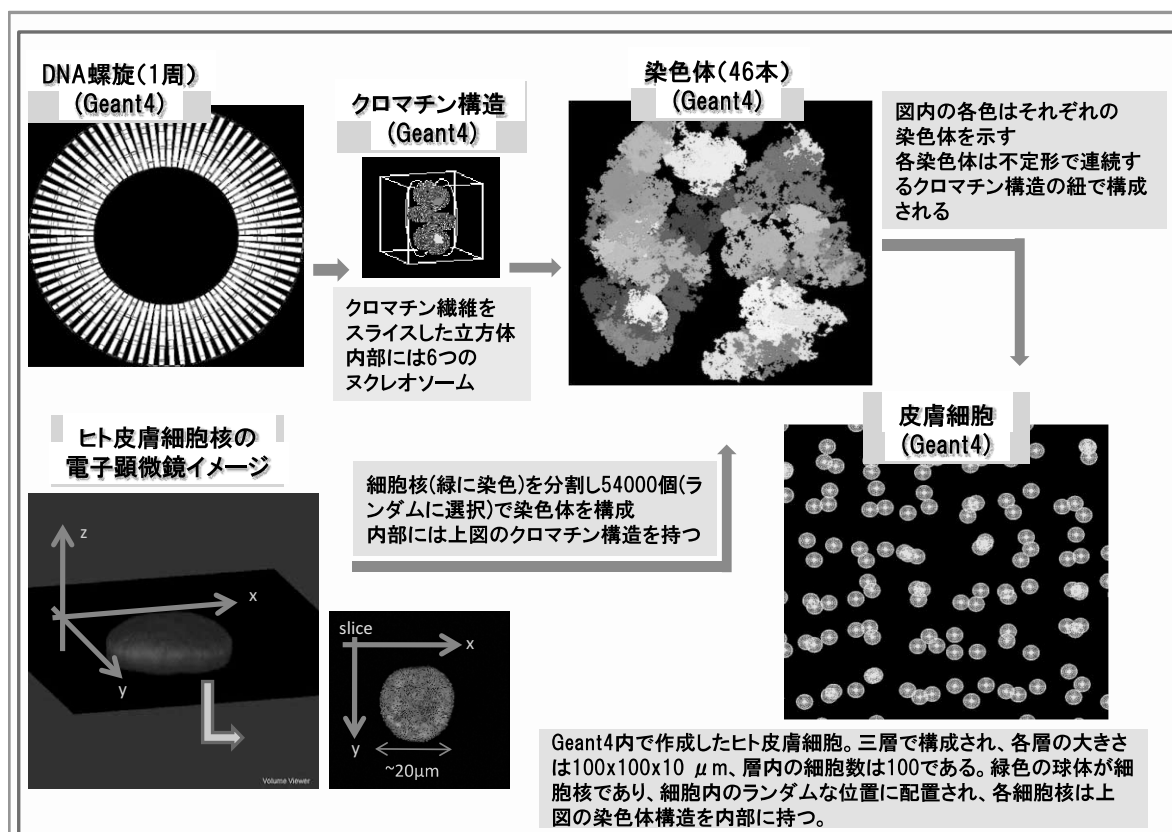 DNA螺旋（1周）
(Geant4)
クロマチン構造
(Geant4)
クロマチン繊維を
スライスした立方体
内部には6つの
ヌクレオソーム
染色体（46本）
(Geant4)
図内の各色はそれぞれの
染色体を示す
各染色体は不定形で連続す
るクロマチン構造の紐で構成
される
ヒト皮膚細胞核の
電子顕微鏡イメージ
z
x
y
Volume Viewer
細胞核(緑に染色)を分割し54000個(ラ
ンダムに選択)で染色体を構成
内部には上図のクロマチン構造を持つ
slice
x
y
~20μm
皮膚細胞
(Geant4)
Geant4内で作成したヒト皮膚細胞。三層で構成され、各層の大きさ
は100x100x10 μm、層内の細胞数は100である。緑色の球体が細
胞核であり、細胞内のランダムな位置に配置され、各細胞核は上
図の染色体構造を内部に持つ。